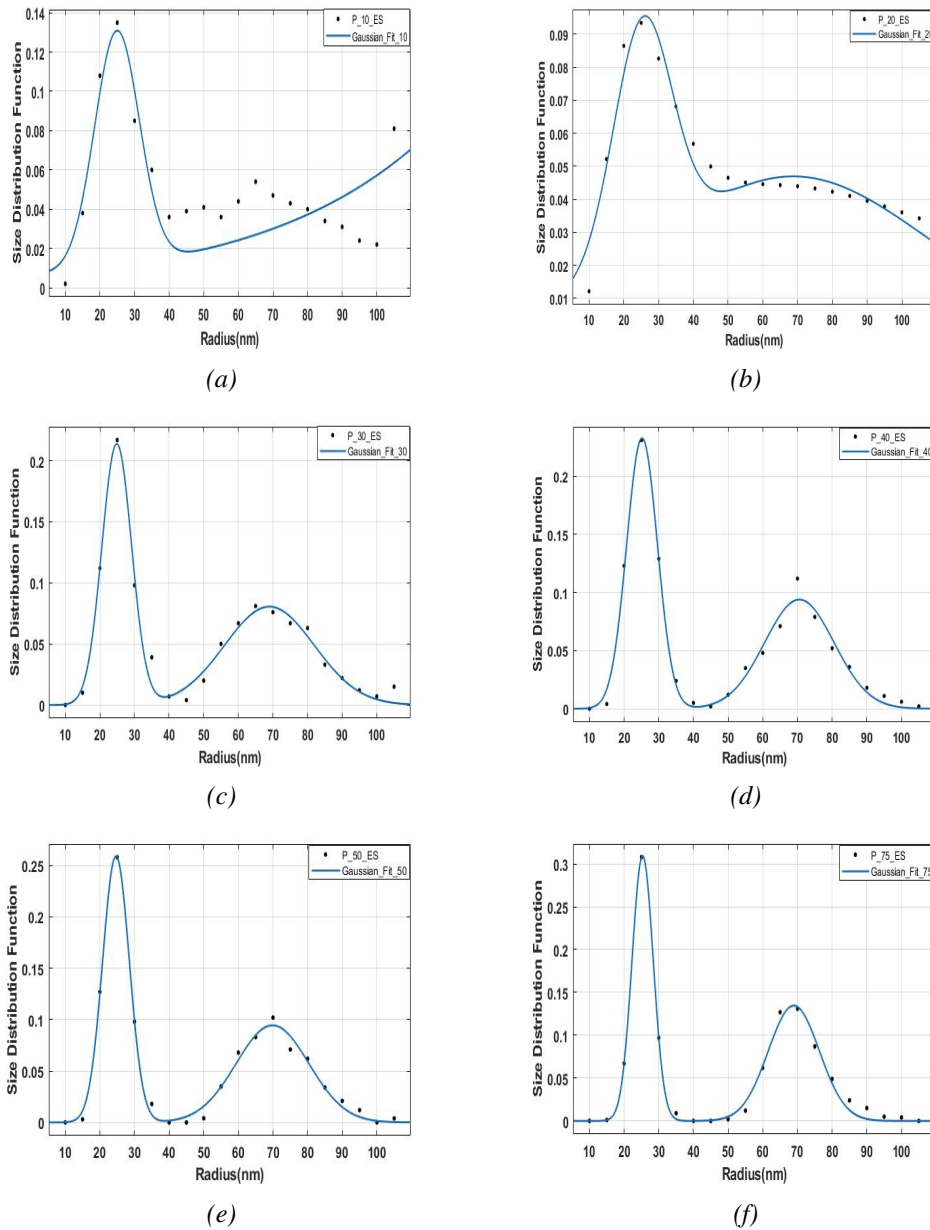 0.14
0.12
0.1
0.08
0.06
0.04
0.02
0
Size Distribution Function
P_10_ES
Gaussian_Fit_10
10 20 30 40 50 60 70 80 90 100
Radius(nm)
(a)
0.09
0.08
0.07
0.06
0.05
0.04
0.03
0.02
0.01
Size Distribution Function
P_20_ES
Gaussian_Fit_20
10 20 30 40 50 60 70 80 90 100
Radius(nm)
(b)
0.2
0.15
0.1
0.05
0
Size Distribution Function
P_30_ES
Gaussian_Fit_30
10 20 30 40 50 60 70 80 90 100
Radius(nm)
(c)
0.2
0.15
0.1
0.05
0
Size Distribution Function
P_40_ES
Gaussian_Fit_40
10 20 30 40 50 60 70 80 90 100
Radius(nm)
(d)
0.25
0.2
0.15
0.1
0.05
0
Size Distribution Function
P_50_ES
Gaussian_Fit_50
10 20 30 40 50 60 70 80 90 100
Radius(nm)
(e)
0.3
0.25
0.2
0.15
0.1
0.05
0
Size Distribution Function
P_75_ES
Gaussian_Fit_75
10 20 30 40 50 60 70 80 90 100
Radius(nm)
(f)